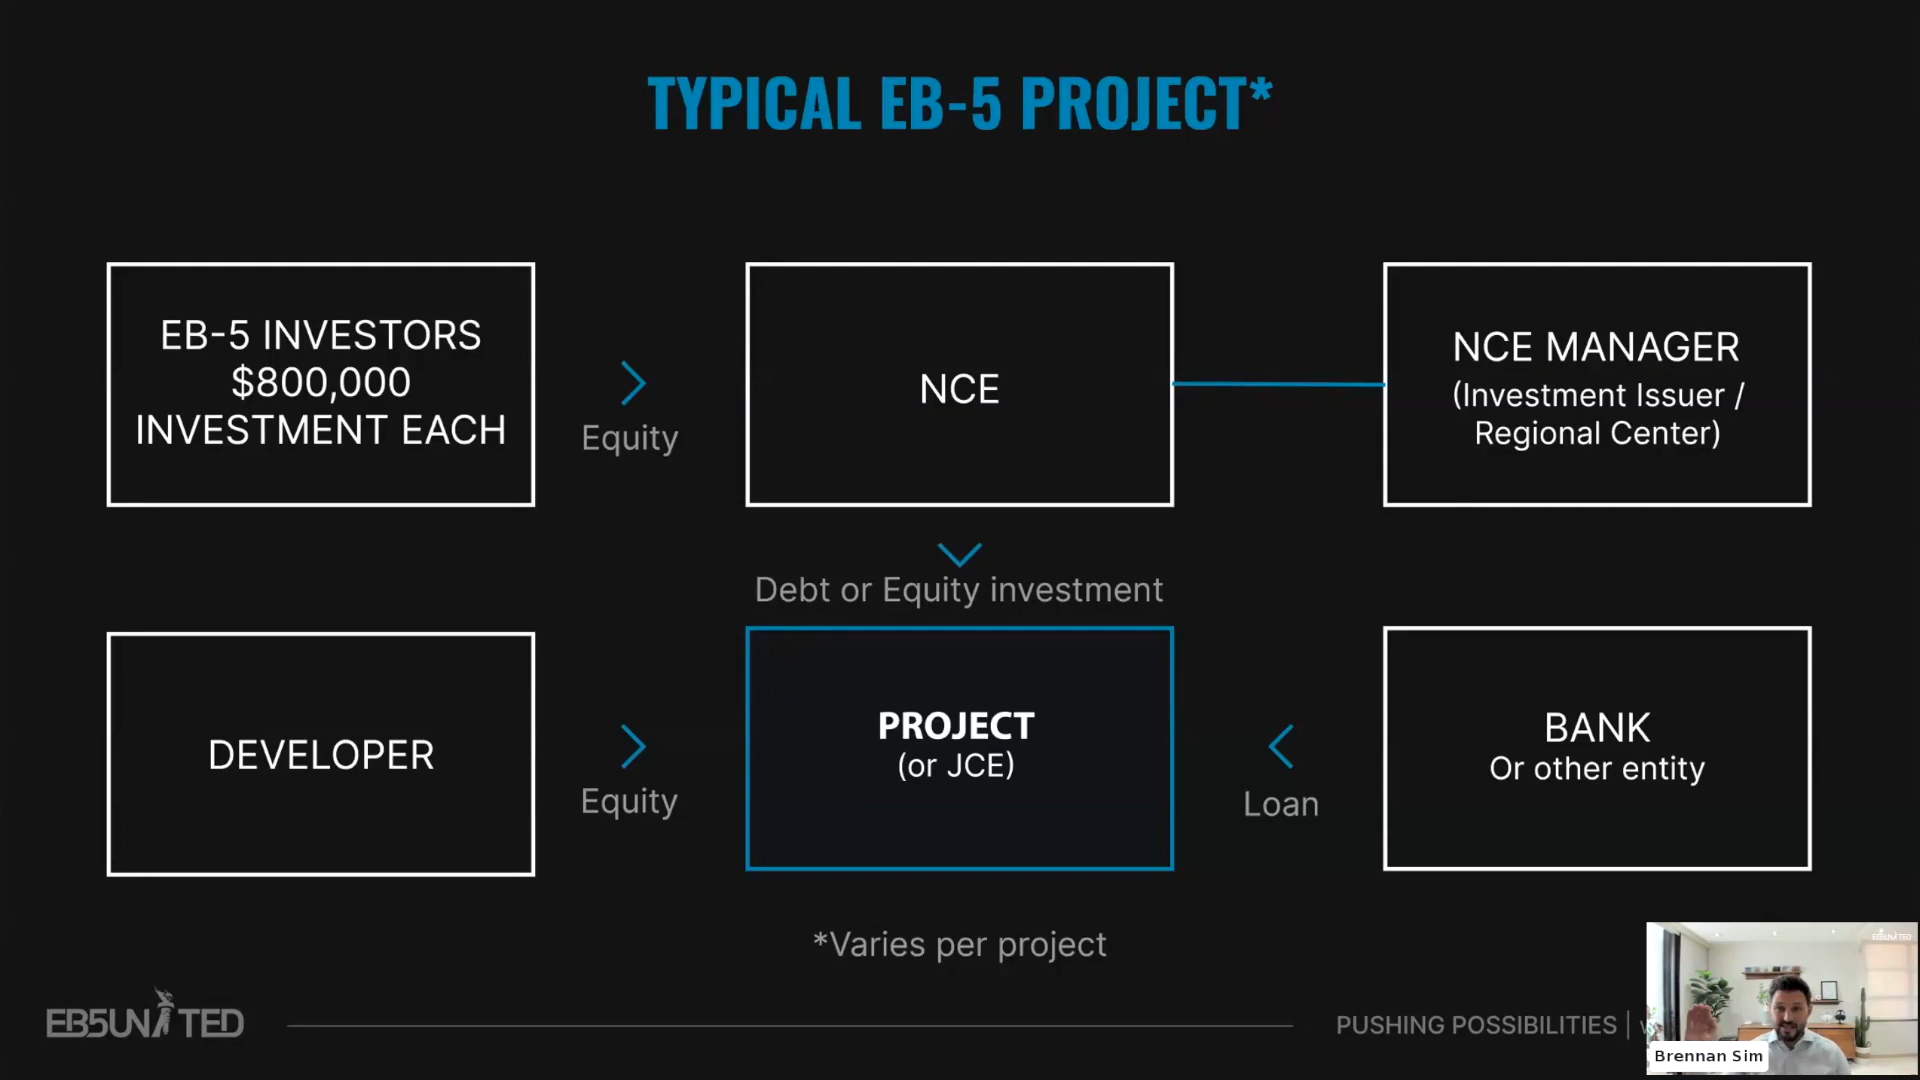 TYPICAL EB-5 PROJECT*
EB-5 INVESTORS
$800,000
INVESTMENT EACH
Equity
NCE
NCE MANAGER
(Investment Issuer /
Regional Center)
Debt or Equity investment
DEVELOPER
Equity
PROJECT
(or JCE)
Loan
BANK
Or other entity
*Varies per project
EB5UNITED
PUSHING POSSIBILITIES |
EB5UNITED
Brennan Sim